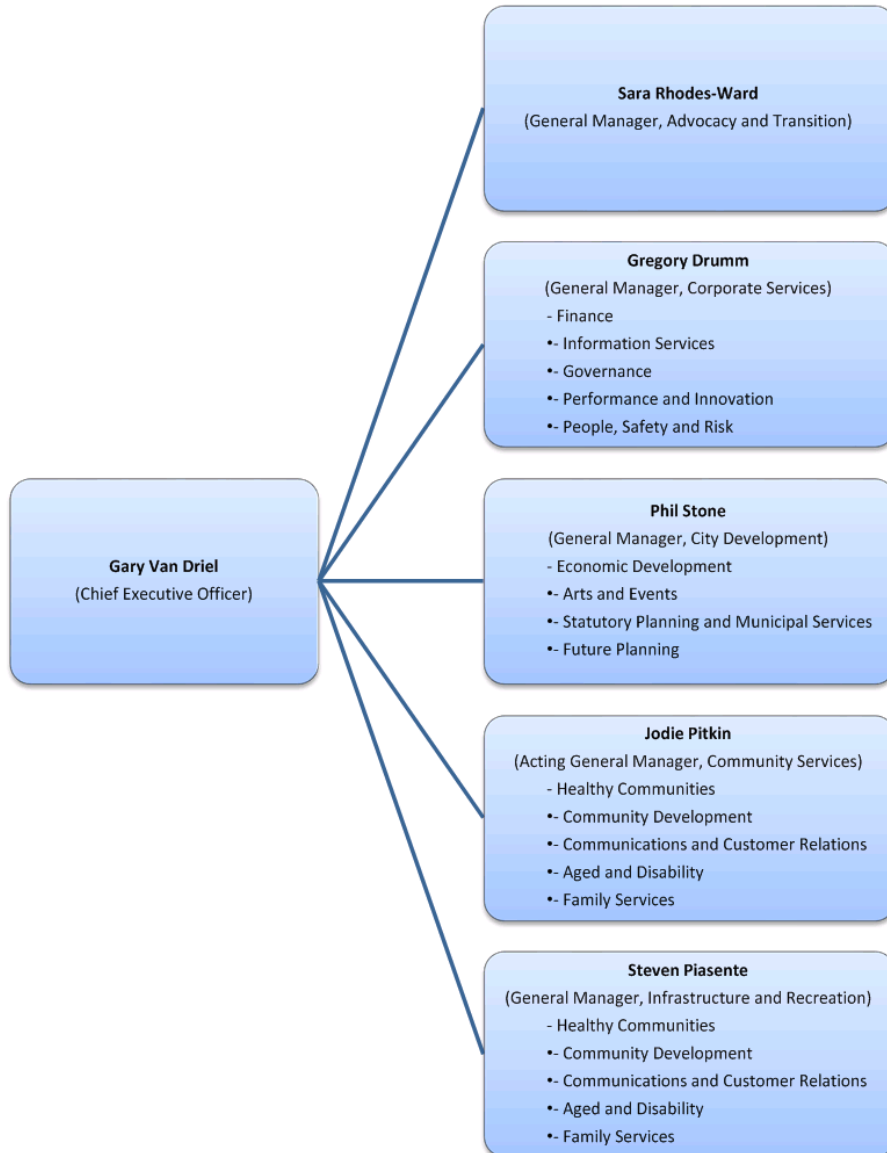 Sara Rhodes-Ward
(General Manager, Advocacy and Transition)
Gregory Drumm
(General Manager, Corporate Services)
- Finance
•- Information Services
•- Governance
•- Performance and Innovation
•- People, Safety and Risk
Gary Van Driel
(Chief Executive Officer)
Phil Stone
(General Manager, City Development)
- Economic Development
•- Arts and Events
•- Statutory Planning and Municipal Services
•- Future Planning
Jodie Pitkin
(Acting General Manager, Community Services)
- Healthy Communities
•- Community Development
•- Communications and Customer Relations
•- Aged and Disability
•- Family Services
Steven Piasente
(General Manager, Infrastructure and Recreation)
- Healthy Communities
•- Community Development
•- Communications and Customer Relations
•- Aged and Disability
•- Family Services